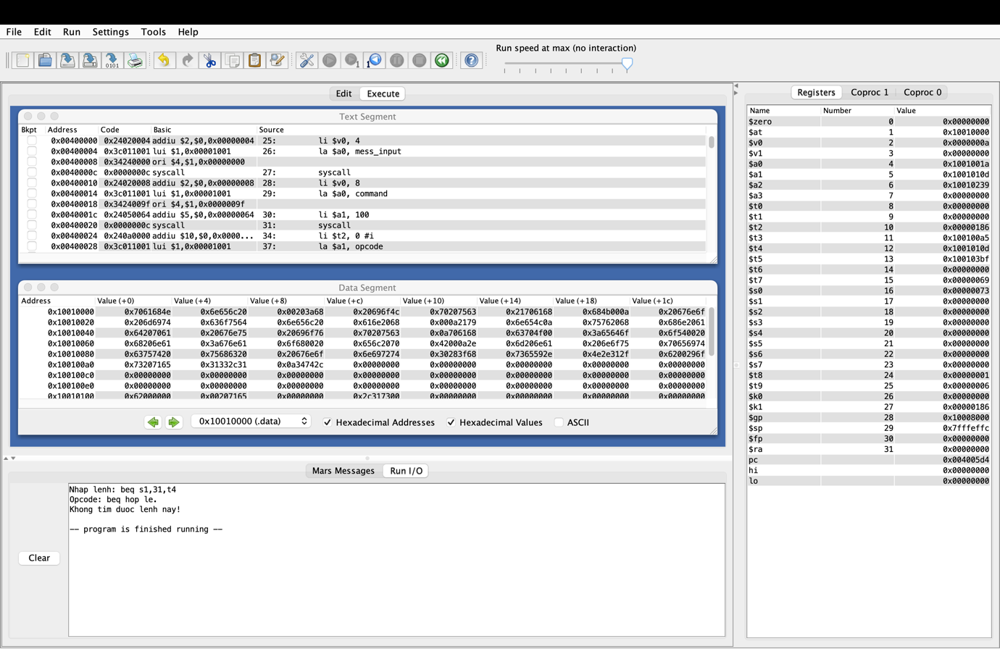 File Edit Run Settings Tools Help
Run speed at max (no interaction)
Edit Execute
Text Segment
Bkpt Address Code Basic Source
0x00400000 0x24020004 addiu $2,$0,0x00000004 25: li $v0, 4
0x00400004 0x3c011001 lui $1,0x00001001 26: la $a0, mess_input
0x00400008 0x34240000 ori $4,$1,0x00000000
0x0040000c 0x0000000c syscall 27: syscall
0x00400010 0x24020008 addiu $2,$0,0x00000008 28: li $v0, 8
0x00400014 0x3c011001 lui $1,0x00001001 29: la $a0, command
0x00400018 0x3424009f ori $4,$1,0x0000009f
0x0040001c 0x24050064 addiu $5,$0,0x00000064 30: li $a1, 100
0x00400020 0x0000000c syscall 31: syscall
0x00400024 0x240a0000 addiu $10,$0,0x0000... 34: li $t2, 0 #i
0x00400028 0x3c011001 lui $1,0x00001001 37: la $a1, opcode
Data Segment
Address Value (+0) Value (+4) Value (+8) Value (+c) Value (+10) Value (+14) Value (+18) Value (+1c)
0x10010000 0x7061684e 0x6e656c20 0x00203a68 0x20696f4c 0x70207563 0x21706168 0x684b000a 0x20676e6f
0x10010020 0x206d6974 0x636f7564 0x6e656c20 0x616e2068 0x000a2179 0x6e654c0a 0x75762068 0x686e2061
0x10010040 0x64207061 0x20676e75 0x20696f76 0x70207563 0x0a706168 0x63704f00 0x3a65646f 0x6f540020
0x10010060 0x68206e61 0x3a676e61 0x6f680020 0x656c2070 0x42000a2e 0x6d206e61 0x206e6f75 0x70656974
0x10010080 0x63757420 0x75686320 0x20676e6f 0x6e697274 0x30283f68 0x7365592e 0x4e2e312f 0x6200296f
0x100100a0 0x73207165 0x31332c31 0x0a34742c 0x00000000 0x00000000 0x00000000 0x00000000 0x00000000
0x100100c0 0x00000000 0x00000000 0x00000000 0x00000000 0x00000000 0x00000000 0x00000000 0x00000000
0x100100e0 0x00000000 0x00000000 0x00000000 0x00000000 0x00000000 0x00000000 0x00000000 0x00000000
0x10010100 0x62000000 0x00207165 0x00000000 0x2c317300 0x00000000 0x00000000 0x00000000 0x00000000
0x10010000 (.data) Hexadecimal Addresses Hexadecimal Values ASCII
Mars Messages Run I/O
Nhap lenh: beq s1,31,t4
Opcode: beq hop le.
Khong tim duoc lenh nay!
-- program is finished running --
Clear
Registers Coproc 1 Coproc 0
Name Number Value
$zero 0 0x00000000
$at 1 0x10010000
$v0 2 0x0000000a
$v1 3 0x00000000
$a0 4 0x1001001a
$a1 5 0x1001010d
$a2 6 0x10010239
$a3 7 0x00000000
$t0 8 0x00000000
$t1 9 0x00000000
$t2 10 0x00000186
$t3 11 0x100100a5
$t4 12 0x1001010d
$t5 13 0x100103bf
$t6 14 0x00000000
$t7 15 0x00000069
$s0 16 0x00000073
$s1 17 0x00000000
$s2 18 0x00000000
$s3 19 0x00000000
$s4 20 0x00000000
$s5 21 0x00000000
$s6 22 0x00000000
$s7 23 0x00000000
$t8 24 0x00000001
$t9 25 0x00000006
$k0 26 0x00000000
$k1 27 0x00000186
$gp 28 0x10008000
$sp 29 0x7fffeffc
$fp 30 0x00000000
$ra 31 0x00000000
pc 0x004005d4
hi 0x00000000
lo 0x00000000